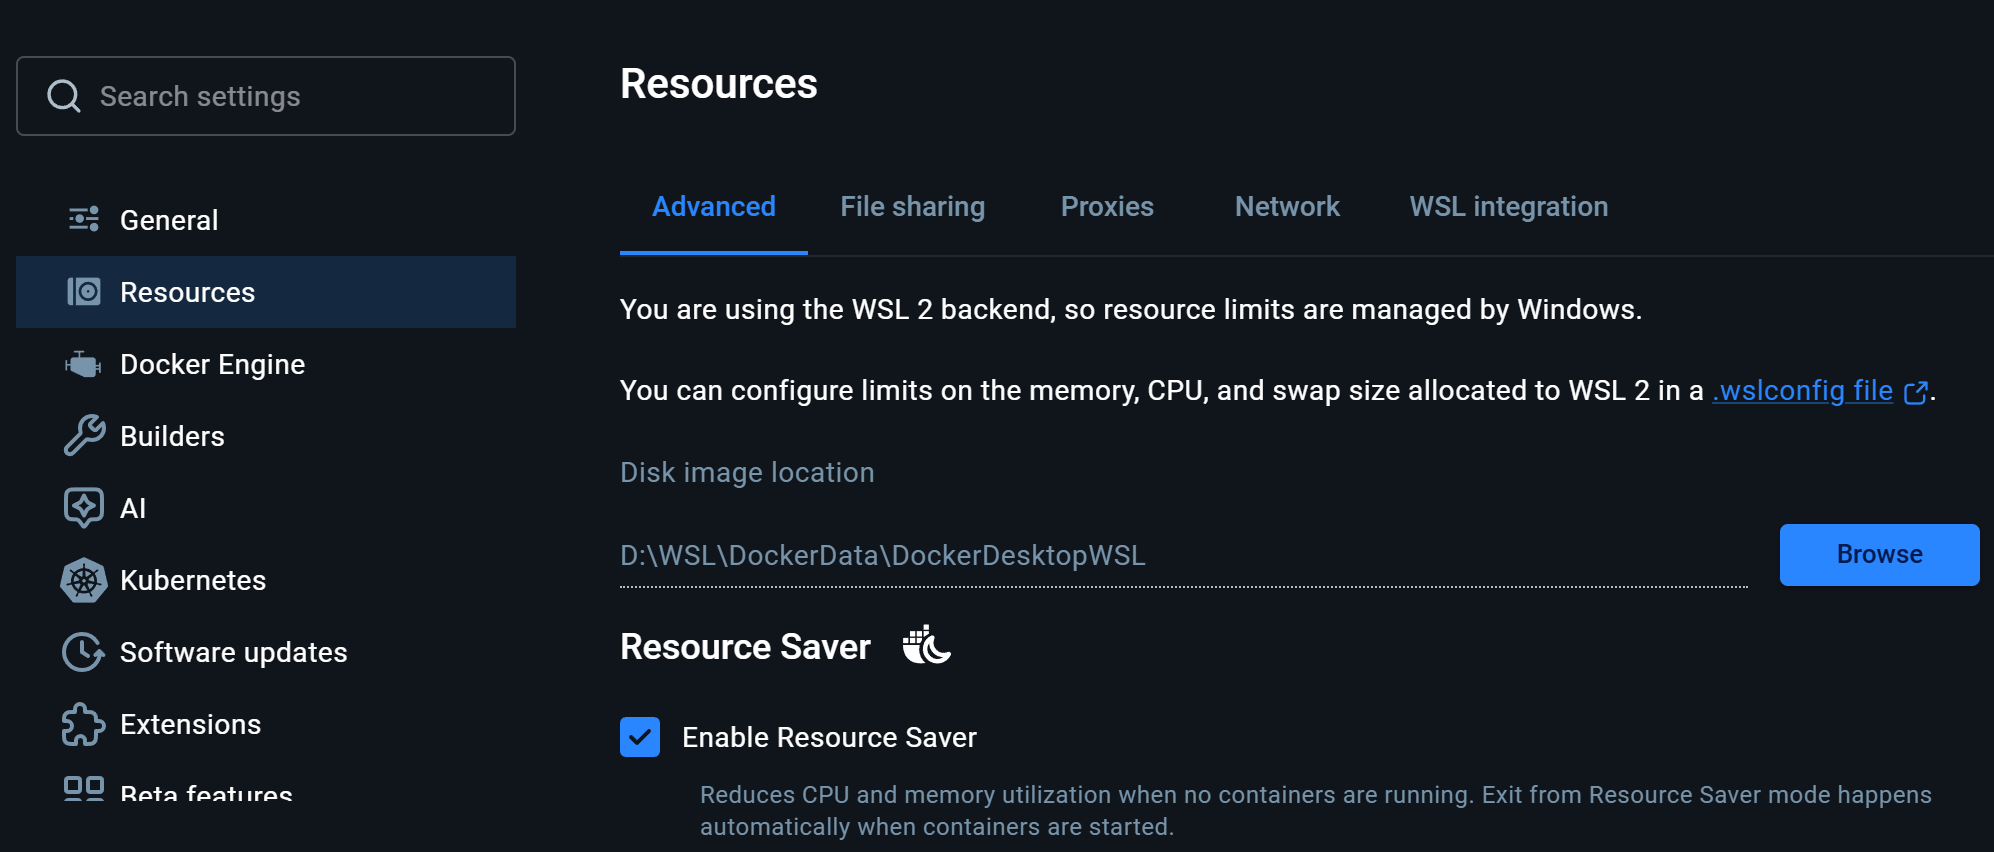 Search settings
General
Resources
Docker Engine
Builders
AI
Kubernetes
Software updates
Extensions
Beta features
Resources
Advanced File sharing Proxies Network WSL integration
You are using the WSL 2 backend, so resource limits are managed by Windows.
You can configure limits on the memory, CPU, and swap size allocated to WSL 2 in a .wslconfig file.
Disk image location
D:\WSL\DockerData\DockerDesktopWSL
Browse
Resource Saver
Enable Resource Saver
Reduces CPU and memory utilization when no containers are running. Exit from Resource Saver mode happens
automatically when containers are started.